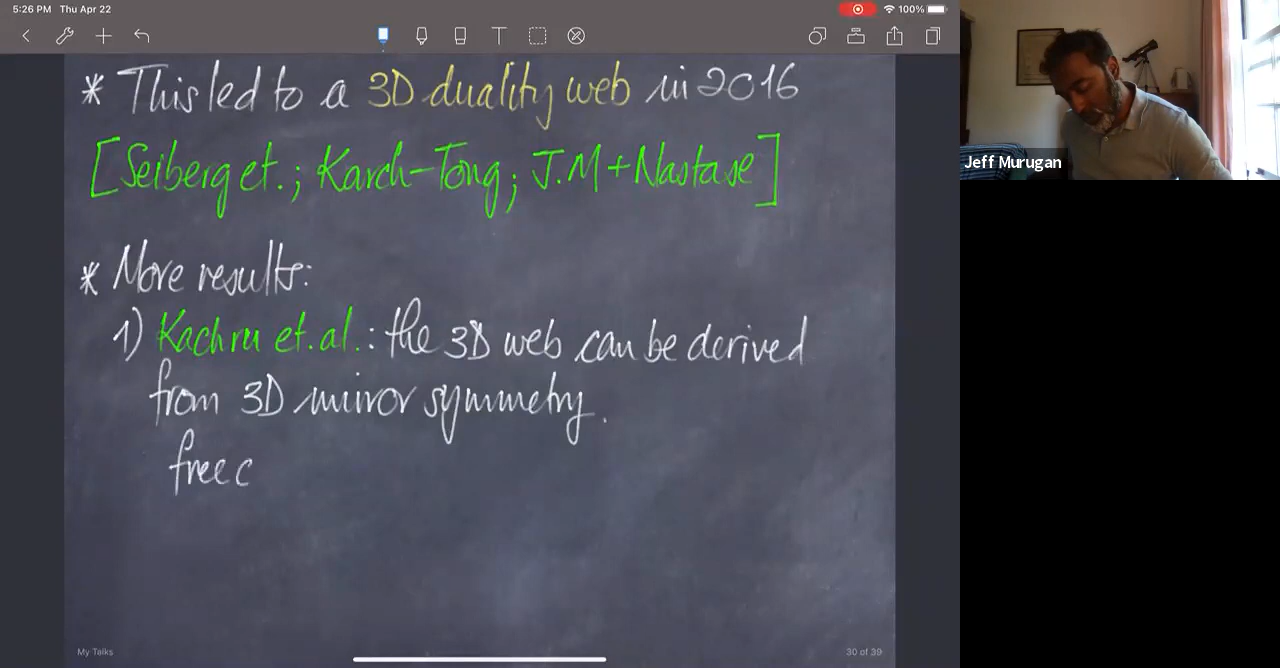 5:26 PM Thu Apr 22
100%
* This led to a 3D duality web in 2016
[Seiberg et.; Karch-Tong; J.M+Nastase]
* More results:
1) Kachru et.al.: the 3D web can be derived
from 3D mirror symmetry.
free c
My Talks
30 of 39
Jeff Murugan